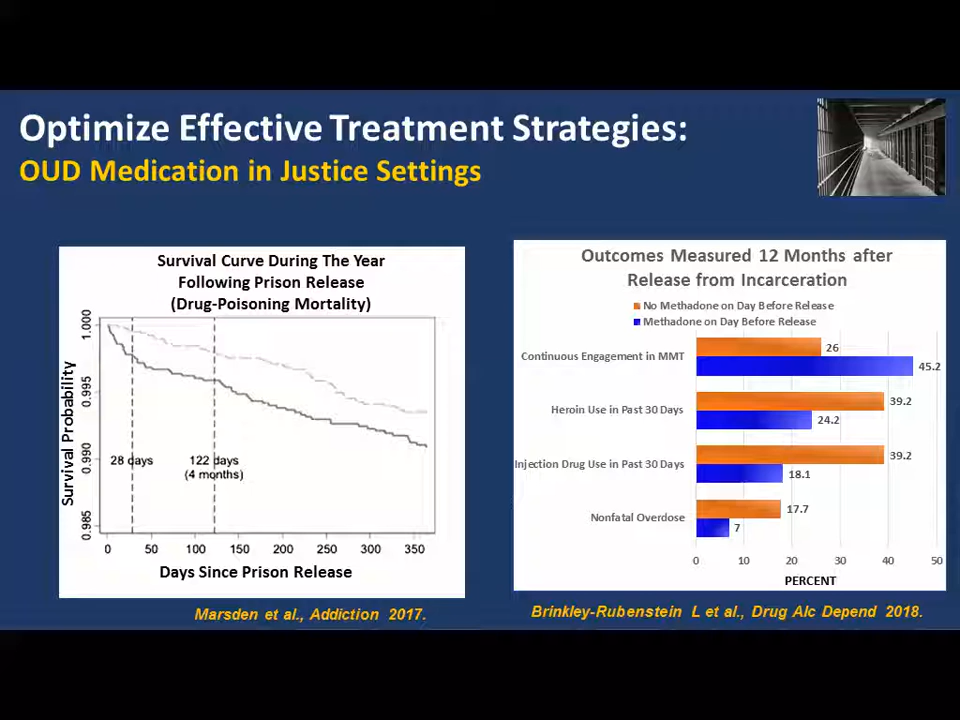 Optimize Effective Treatment Strategies:
OUD Medication in Justice Settings
Survival Curve During The Year
Following Prison Release
(Drug-Poisoning Mortality)
Survival Probability
1.000
0.995
0.990
0.985
28 days
122 days
(4 months)
0
50
100
150
200
250
300
350
Days Since Prison Release
Marsden et al., Addiction 2017.
Outcomes Measured 12 Months after
Release from Incarceration
No Methadone on Day Before Release
Methadone on Day Before Release
Continuous Engagement in MMT
26
45.2
Heroin Use in Past 30 Days
39.2
24.2
Injection Drug Use in Past 30 Days
39.2
18.1
Nonfatal Overdose
17.7
7
0
10
20
30
40
50
PERCENT
Brinkley-Rubenstein L et al., Drug Alc Depend 2018.